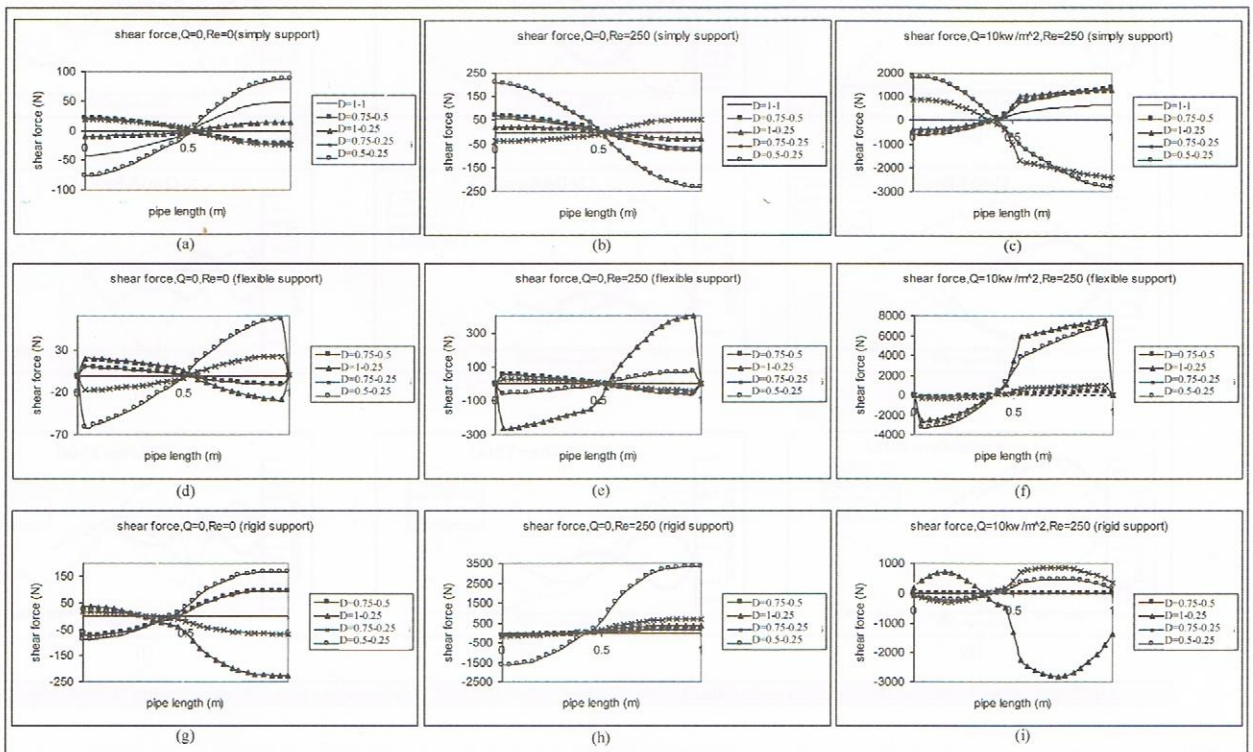 shear force,Q=0,Re=0(simply support)
100
50
0
-50
-100
0
0.5
shear force (N)
pipe length (m)
D=1-1
D=0.75-0.5
D=1-0.25
D=0.75-0.25
D=0.5-0.25
(a)
shear force,Q=0,Re=250 (simply support)
250
150
50
-50
-150
-250
0
0.5
1
shear force (N)
pipe length (m)
D=1-1
D=0.75-0.5
D=1-0.25
D=0.75-0.25
D=0.5-0.25
(b)
shear force,Q=10kw/m^2,Re=250 (simply support)
2000
1000
0
-1000
-2000
-3000
0
0.5
1
shear force (N)
pipe length (m)
D=1-1
D=0.75-0.5
D=1-0.25
D=0.75-0.25
D=0.5-0.25
(c)
shear force,Q=0,Re=0 (flexible support)
30
-20
-70
0
0.5
shear force (N)
pipe length (m)
D=0.75-0.5
D=1-0.25
D=0.75-0.25
D=0.5-0.25
(d)
shear force,Q=0,Re=250 (flexible support)
300
100
-100
-300
0
0.5
1
shear force (N)
pipe length (m)
D=0.75-0.5
D=1-0.25
D=0.75-0.25
D=0.5-0.25
(e)
shear force,Q=10kw/m^2,Re=250 (flexible support)
8000
6000
4000
2000
0
-2000
-4000
0
0.5
1
shear force (N)
pipe length (m)
D=0.75-0.5
D=1-0.25
D=0.75-0.25
D=0.5-0.25
(f)
shear force,Q=0,Re=0 (rigid support)
150
50
-50
-150
-250
0
0.5
shear force (N)
pipe length (m)
D=0.75-0.5
D=1-0.25
D=0.75-0.25
D=0.5-0.25
(g)
shear force,Q=0,Re=250 (rigid support)
3500
2500
1500
500
-500
-1500
-2500
0
0.5
1
shear force (N)
pipe length (m)
D=0.75-0.5
D=1-0.25
D=0.75-0.25
D=0.5-0.25
(h)
shear force,Q=10kw/m^2,Re=250 (rigid support)
1000
0
-1000
-2000
-3000
0
0.5
1
shear force (N)
pipe length (m)
D=0.75-0.5
D=1-0.25
D=0.75-0.25
D=0.5-0.25
(i)